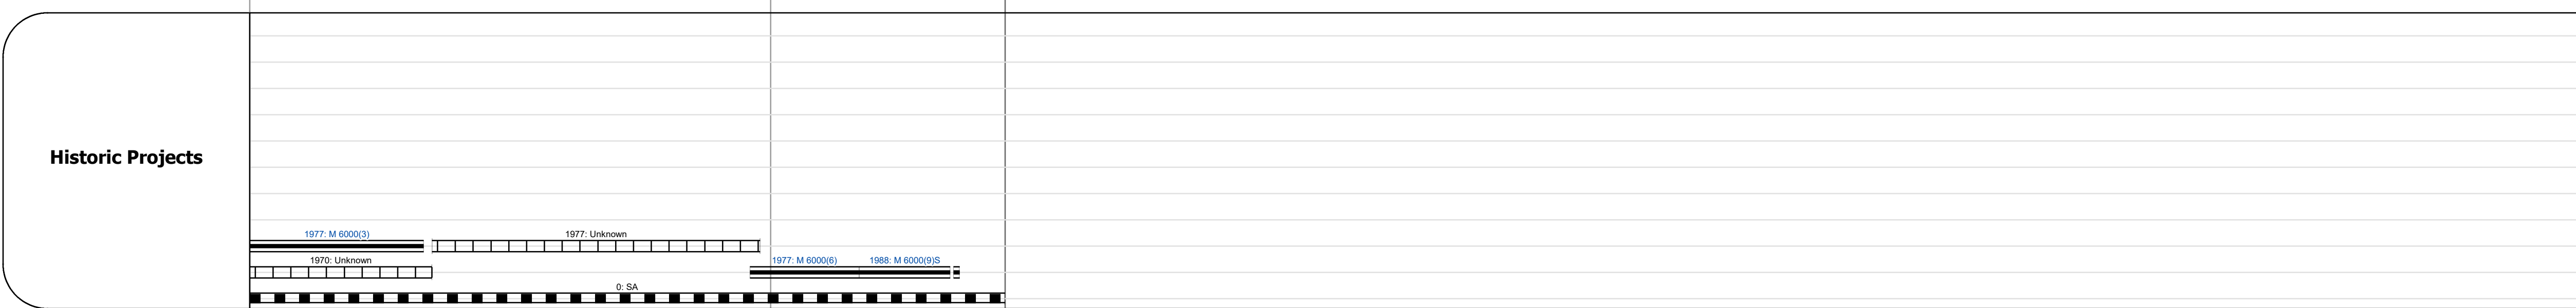 Historic Projects
1977: M 6000(3)
1977: Unknown
1970: Unknown
1977: M 6000(6)
1988: M 6000(9)S
0: SA